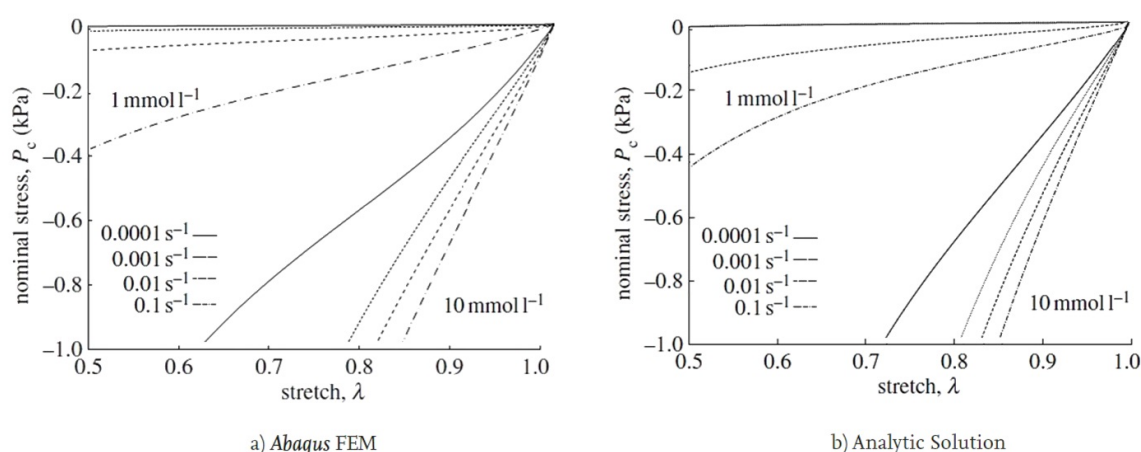 0
−0.2
−0.4
−0.6
−0.8
−1.0
nominal stress, Pc (kPa)
1 mmol l−1
0.0001 s−1
0.001 s−1
0.01 s−1
0.1 s−1
10 mmol l−1
0.5 0.6 0.7 0.8 0.9 1.0
stretch, λ
a) Abaqus FEM
0
−0.2
−0.4
−0.6
−0.8
−1.0
nominal stress, Pc (kPa)
1 mmol l−1
0.0001 s−1
0.001 s−1
0.01 s−1
0.1 s−1
10 mmol l−1
0.5 0.6 0.7 0.8 0.9 1.0
stretch, λ
b) Analytic Solution